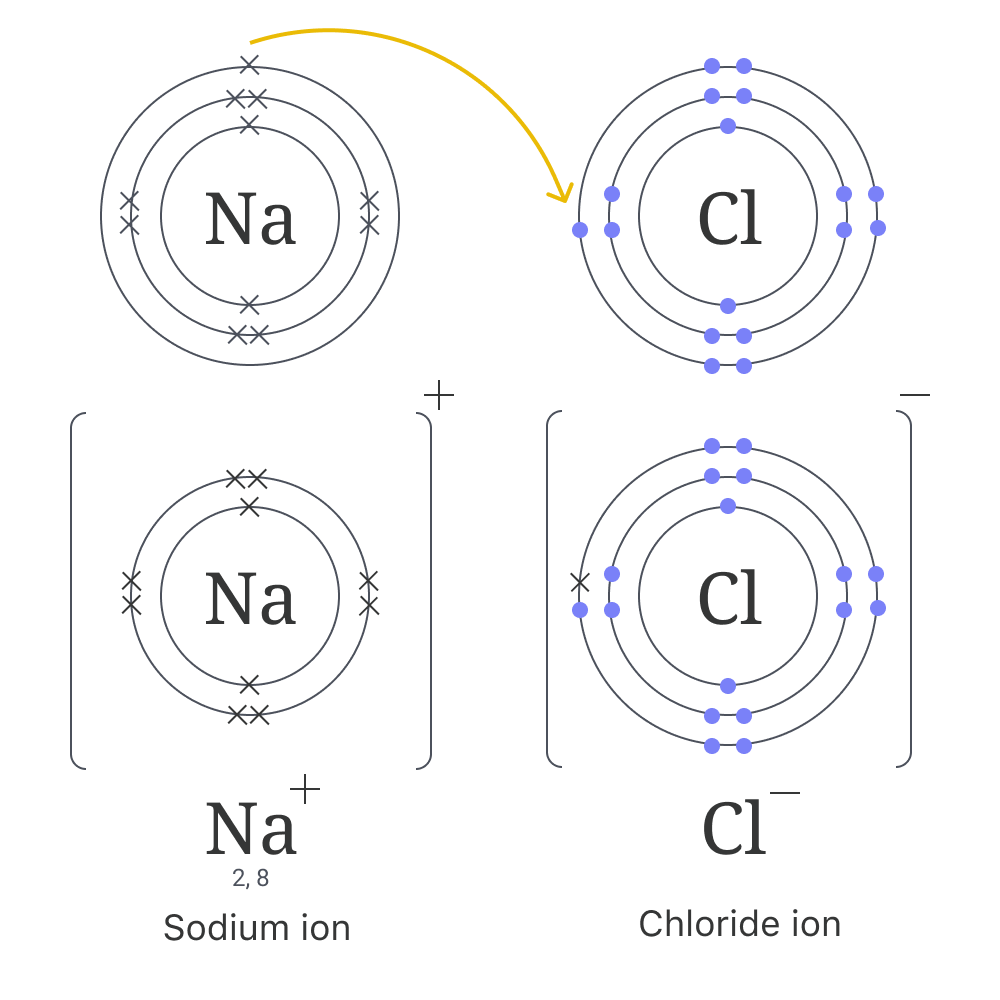 Na Cl
+ −
Na Cl
Na⁺ Cl⁻
2, 8
Sodium ion Chloride ion